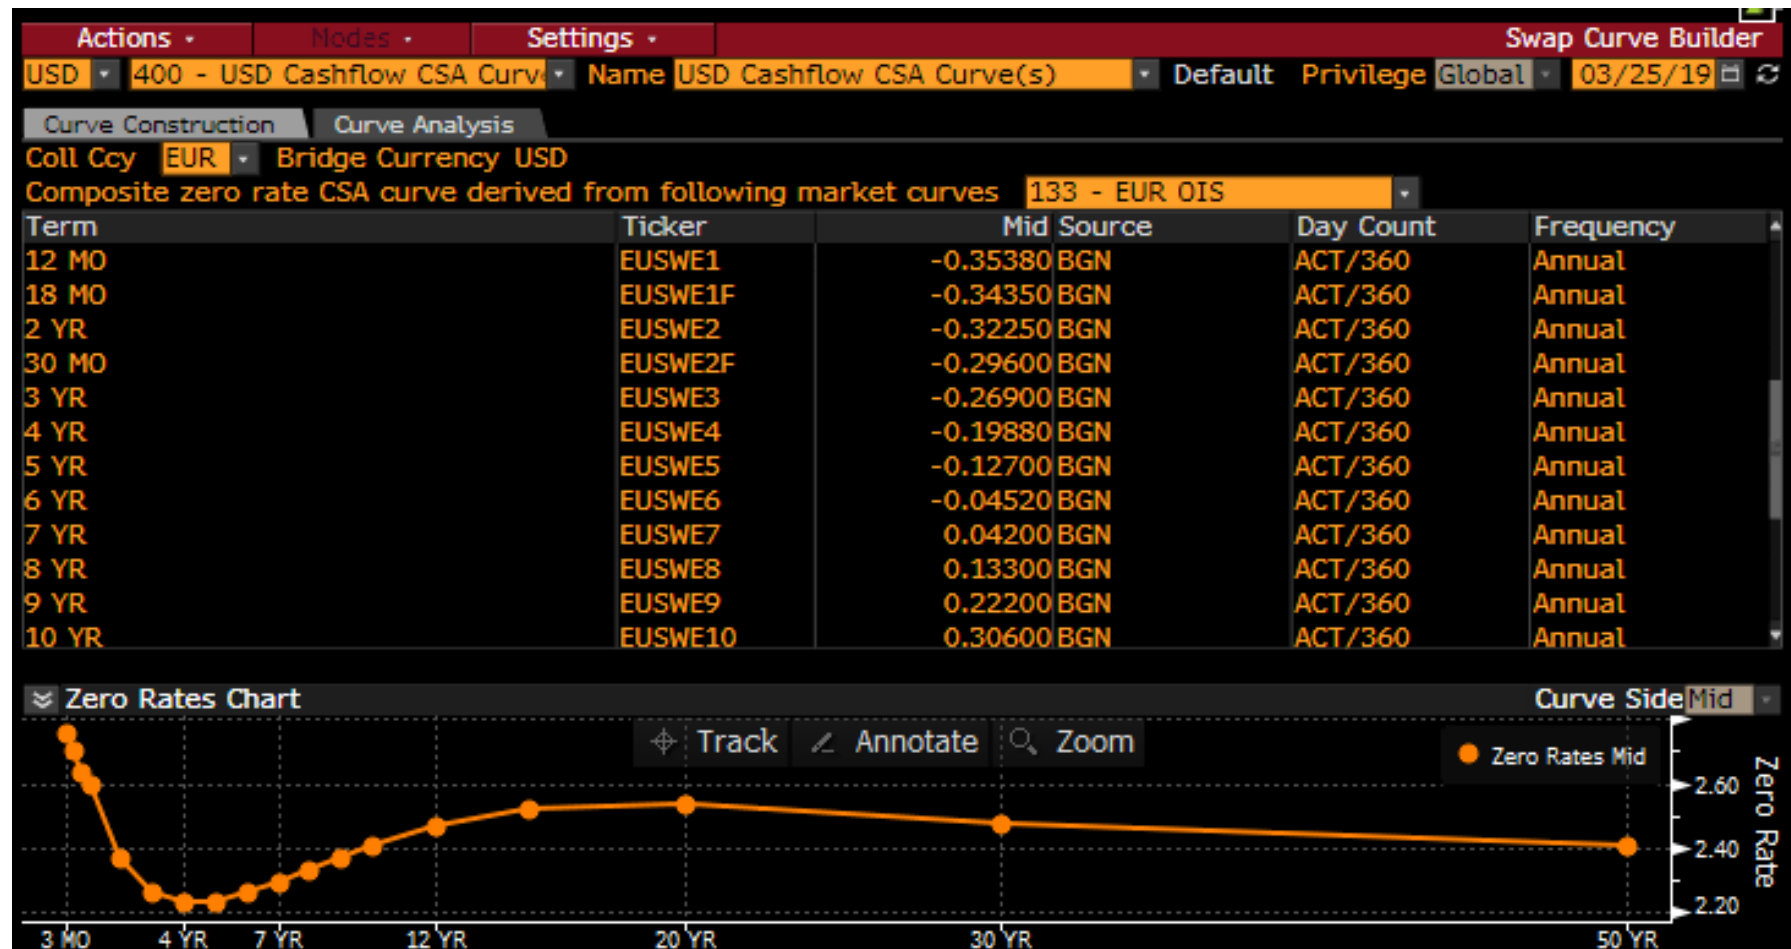 Actions Modes Settings Swap Curve Builder
USD 400 - USD Cashflow CSA Curv Name USD Cashflow CSA Curve(s) Default Privilege Global 03/25/19
Curve Construction Curve Analysis
Coll Ccy EUR Bridge Currency USD
Composite zero rate CSA curve derived from following market curves 133 - EUR OIS
Term Ticker Mid Source Day Count Frequency
12 MO EUSWE1 -0.35380 BGN ACT/360 Annual
18 MO EUSWE1F -0.34350 BGN ACT/360 Annual
2 YR EUSWE2 -0.32250 BGN ACT/360 Annual
30 MO EUSWE2F -0.29600 BGN ACT/360 Annual
3 YR EUSWE3 -0.26900 BGN ACT/360 Annual
4 YR EUSWE4 -0.19880 BGN ACT/360 Annual
5 YR EUSWE5 -0.12700 BGN ACT/360 Annual
6 YR EUSWE6 -0.04520 BGN ACT/360 Annual
7 YR EUSWE7 0.04200 BGN ACT/360 Annual
8 YR EUSWE8 0.13300 BGN ACT/360 Annual
9 YR EUSWE9 0.22200 BGN ACT/360 Annual
10 YR EUSWE10 0.30600 BGN ACT/360 Annual
Zero Rates Chart Curve Side Mid
Track Annotate Zoom
Zero Rates Mid
2.60
2.40
2.20
Zero Rate
3 MO 4 YR 7 YR 12 YR 20 YR 30 YR 50 YR